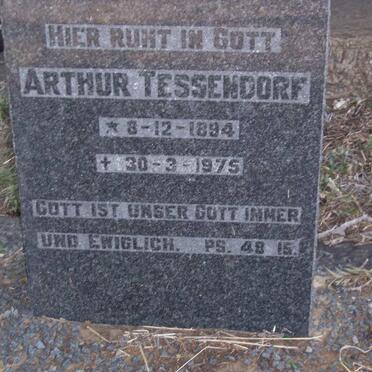 HIER RUHT IN GOTT
ARTHUR TESSENDORF
* 8-12-1894
+ 30-3-1975
GOTT IST UNSER GOTT IMMER
UND EWIGLICH. PS. 48 15.